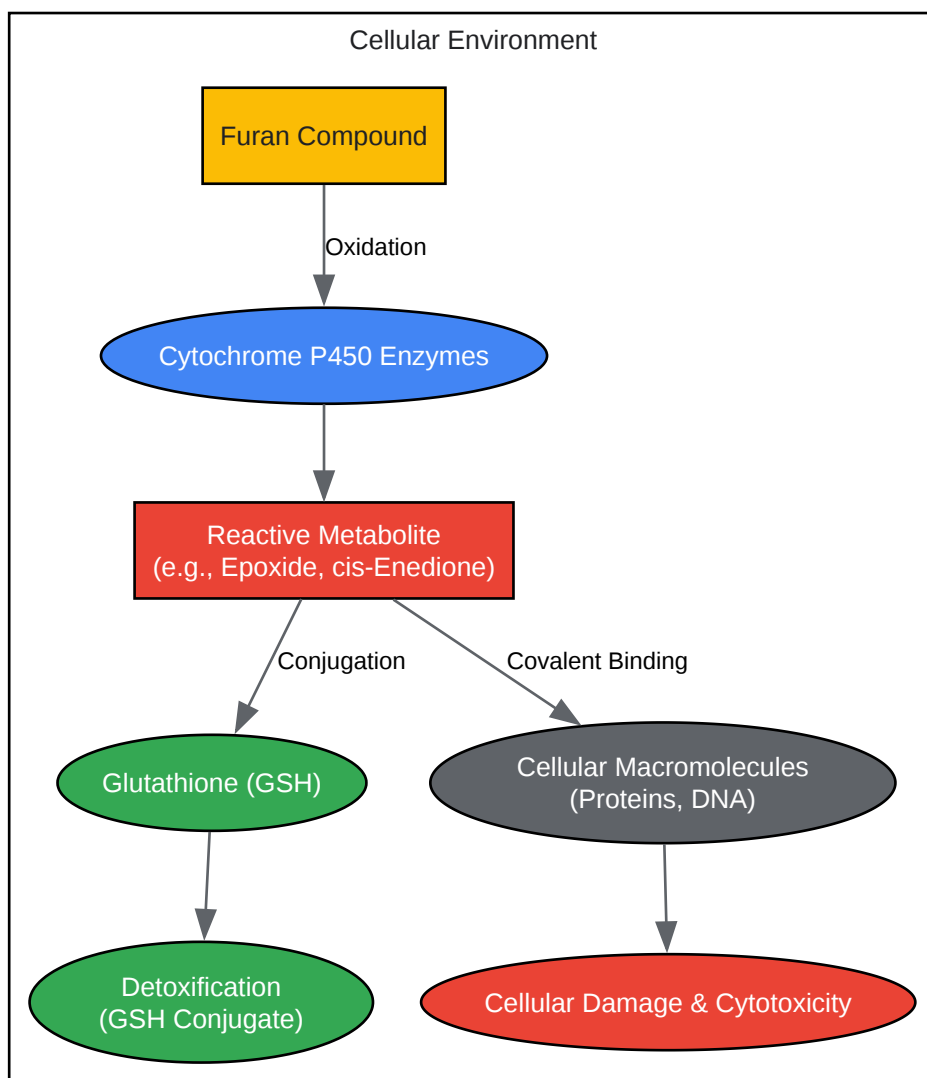 Cellular Environment
Furan Compound
Oxidation
Cytochrome P450 Enzymes
Reactive Metabolite
(e.g., Epoxide, cis-Enedione)
Conjugation
Covalent Binding
Glutathione (GSH)
Cellular Macromolecules
(Proteins, DNA)
Detoxification
(GSH Conjugate)
Cellular Damage & Cytotoxicity